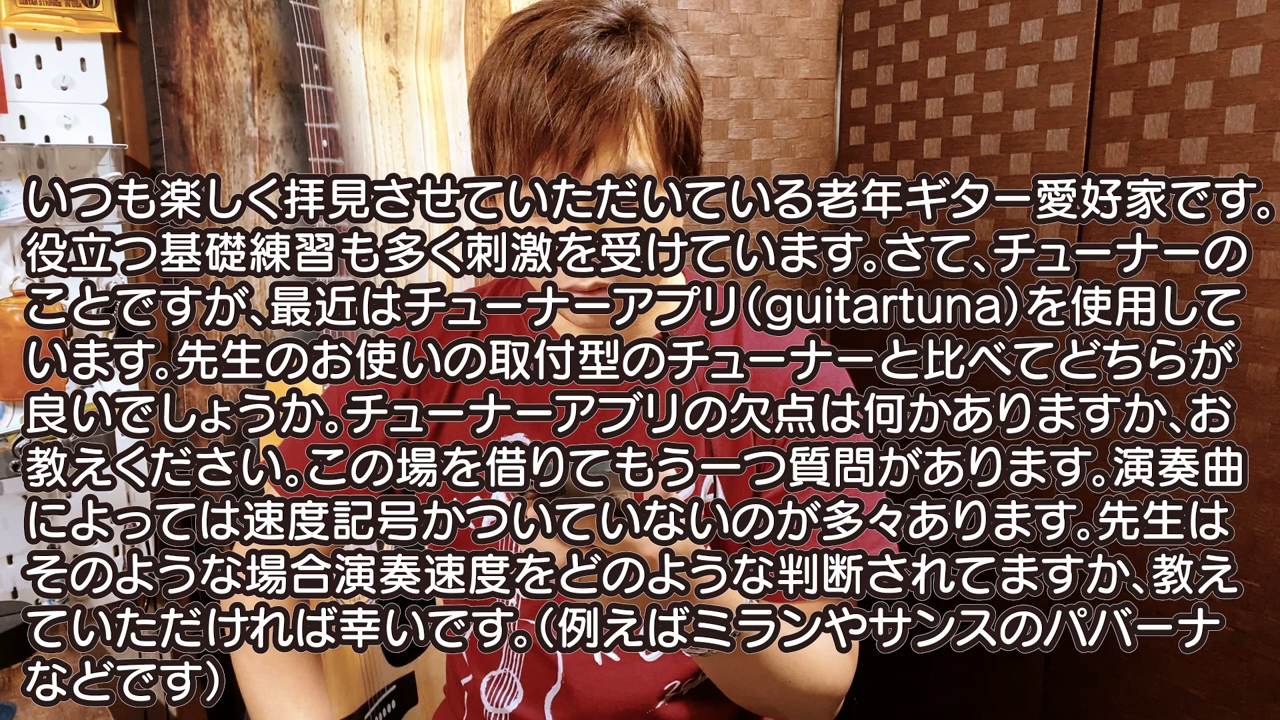 いつも楽しく拝見させていただいている老年ギター愛好家です。
役立つ基礎練習も多く刺激を受けています。さて、チューナーの
ことですが、最近はチューナーアプリ（guitartuna）を使用して
います。先生のお使いの取付型のチューナーと比べてどちらが
良いでしょうか。チューナーアブリの欠点は何かありますか、お
教えください。この場を借りてもう一つ質問があります。演奏曲
によっては速度記号かついていないのが多々あります。先生は
そのような場合演奏速度をどのような判断されてますか、教え
ていただければ幸いです。（例えばミランやサンスのパバーナ
などです）